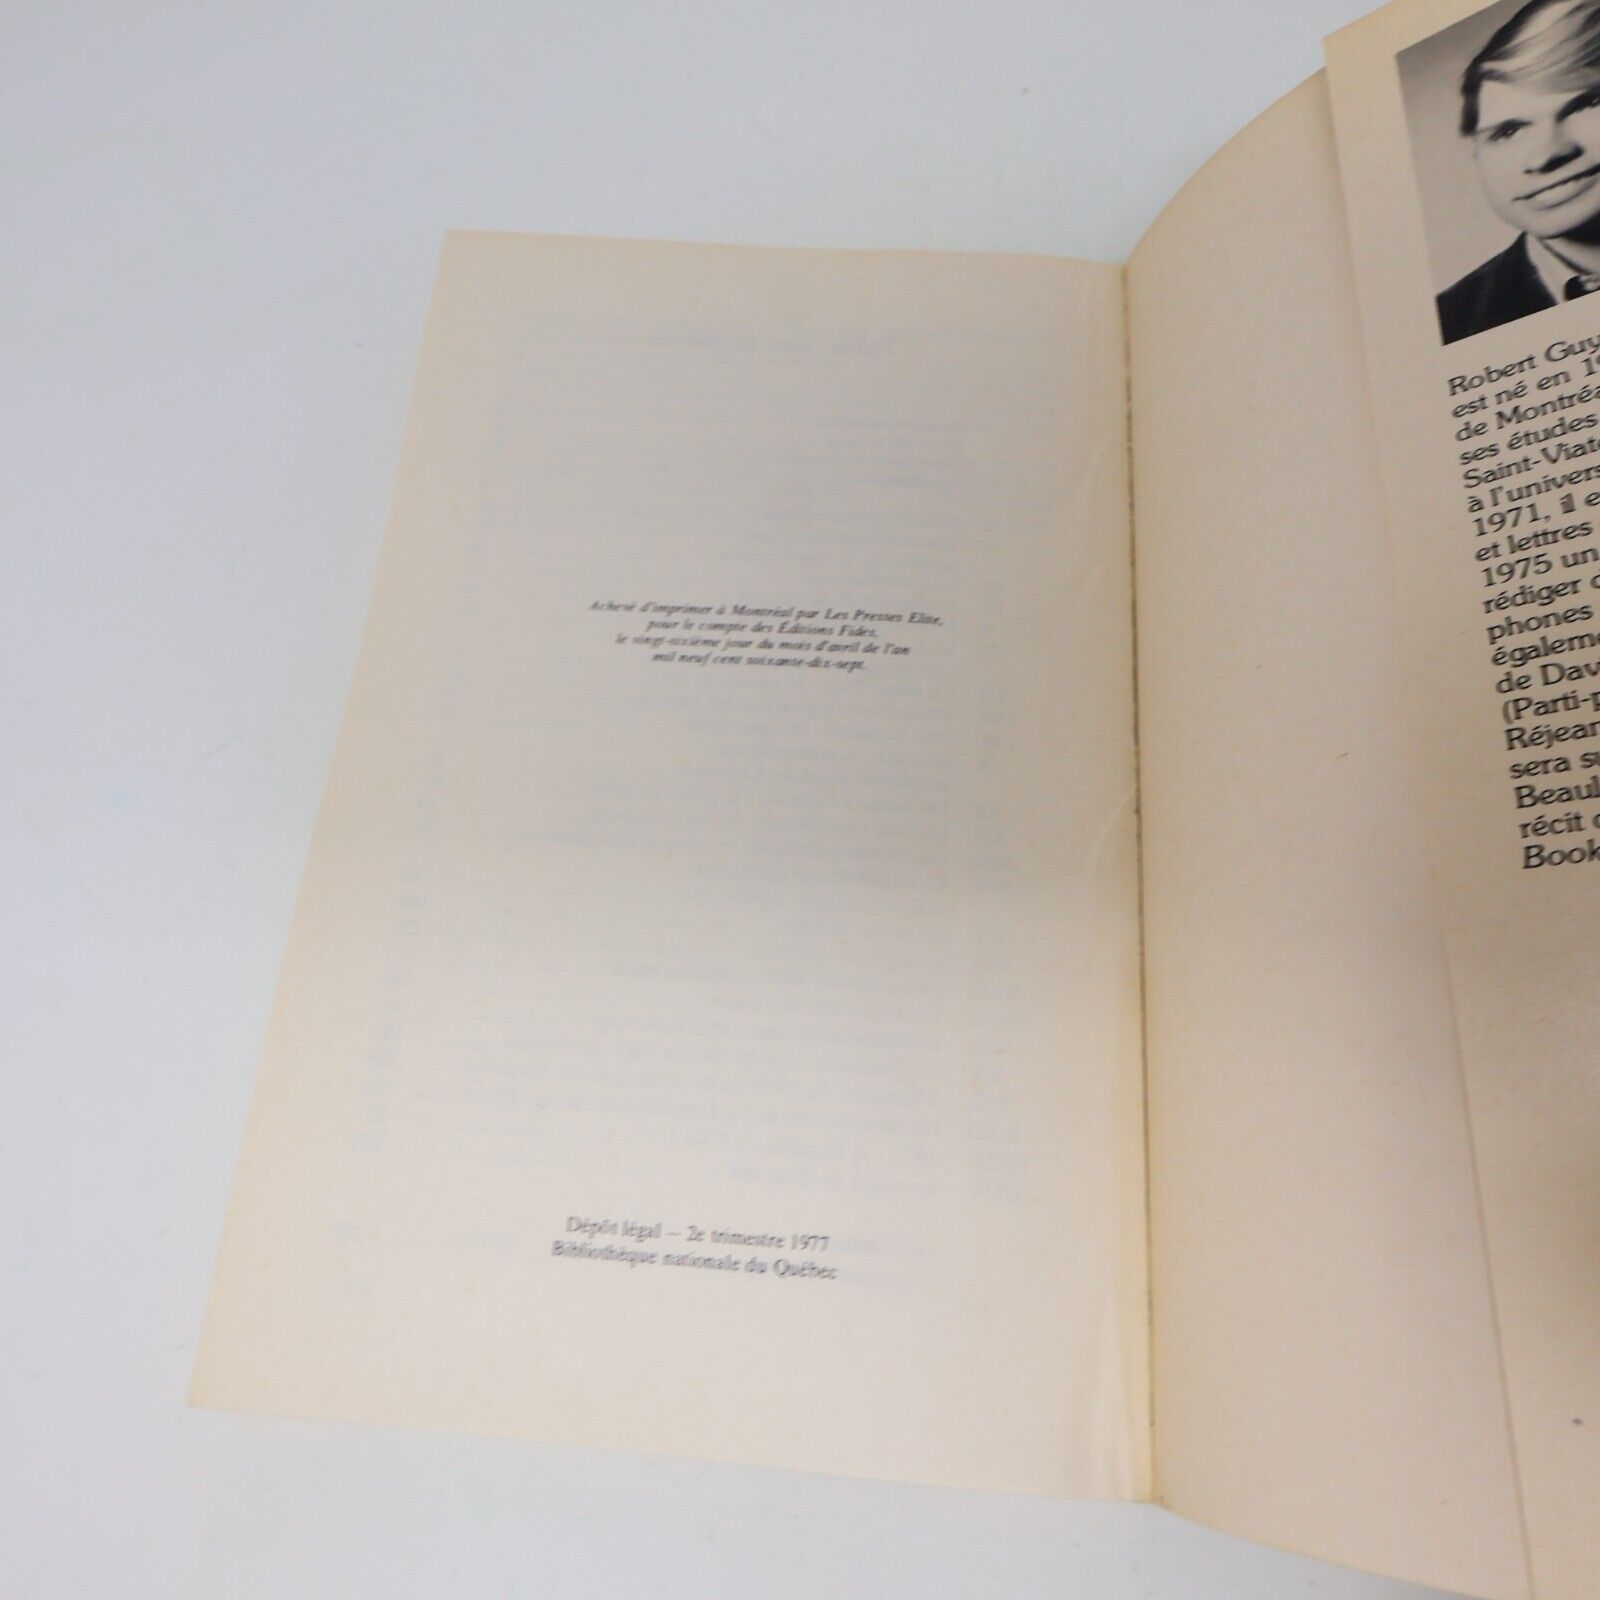 Achevé d'imprimer à Montréal par Les Presses Elite,
pour le compte des Éditions Fides,
le vingt-sixième jour du mois d'avril de l'an
mil neuf cent soixante-dix-sept.
Dépôt légal — 2e trimestre 1977
Bibliothèque nationale du Québec
Robert Guy
est né en
de Montréa
ses études
Saint-Viat
à l'univers
1971, il e
et lettres
1975 un
rédiger d
phones
égaleme
de Dav
(Parti-p
Réjean
sera su
Beaul
récit d
Book